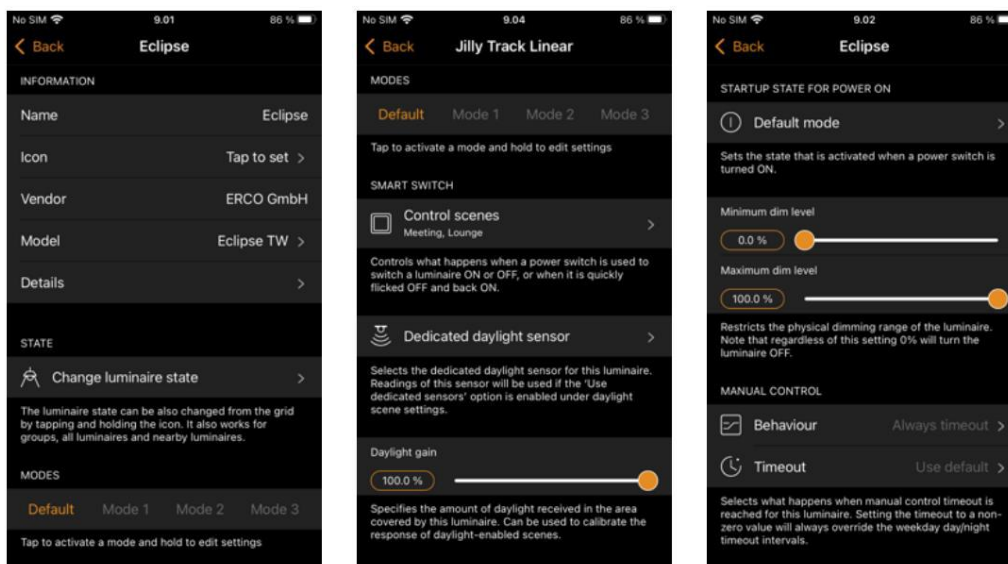 No SIM 9.01 86 %
Back Eclipse
INFORMATION
Name Eclipse
Icon Tap to set >
Vendor ERCO GmbH
Model Eclipse TW >
Details >
STATE
Change luminaire state >
The luminaire state can be also changed from the grid
by tapping and holding the icon. It also works for
groups, all luminaires and nearby luminaires.
MODES
Default Mode 1 Mode 2 Mode 3
Tap to activate a mode and hold to edit settings
No SIM 9.04 86 %
Back Jilly Track Linear
MODES
Default Mode 1 Mode 2 Mode 3
Tap to activate a mode and hold to edit settings
SMART SWITCH
Control scenes >
Meeting, Lounge
Controls what happens when a power switch is used to
switch a luminaire ON or OFF, or when it is quickly
flicked OFF and back ON.
Dedicated daylight sensor >
Selects the dedicated daylight sensor for this luminaire.
Readings of this sensor will be used if the 'Use
dedicated sensors' option is enabled under daylight
scene settings.
Daylight gain
100.0 %
Specifies the amount of daylight received in the area
covered by this luminaire. Can be used to calibrate the
response of daylight-enabled scenes.
No SIM 9.02 86 %
Back Eclipse
STARTUP STATE FOR POWER ON
Default mode >
Sets the state that is activated when a power switch is
turned ON.
Minimum dim level
0.0 %
Maximum dim level
100.0 %
Restricts the physical dimming range of the luminaire.
Note that regardless of this setting 0% will turn the
luminaire OFF.
MANUAL CONTROL
Behaviour Always timeout >
Timeout Use default >
Selects what happens when manual control timeout is
reached for this luminaire. Setting the timeout to a non-
zero value will always override the weekday day/night
timeout intervals.